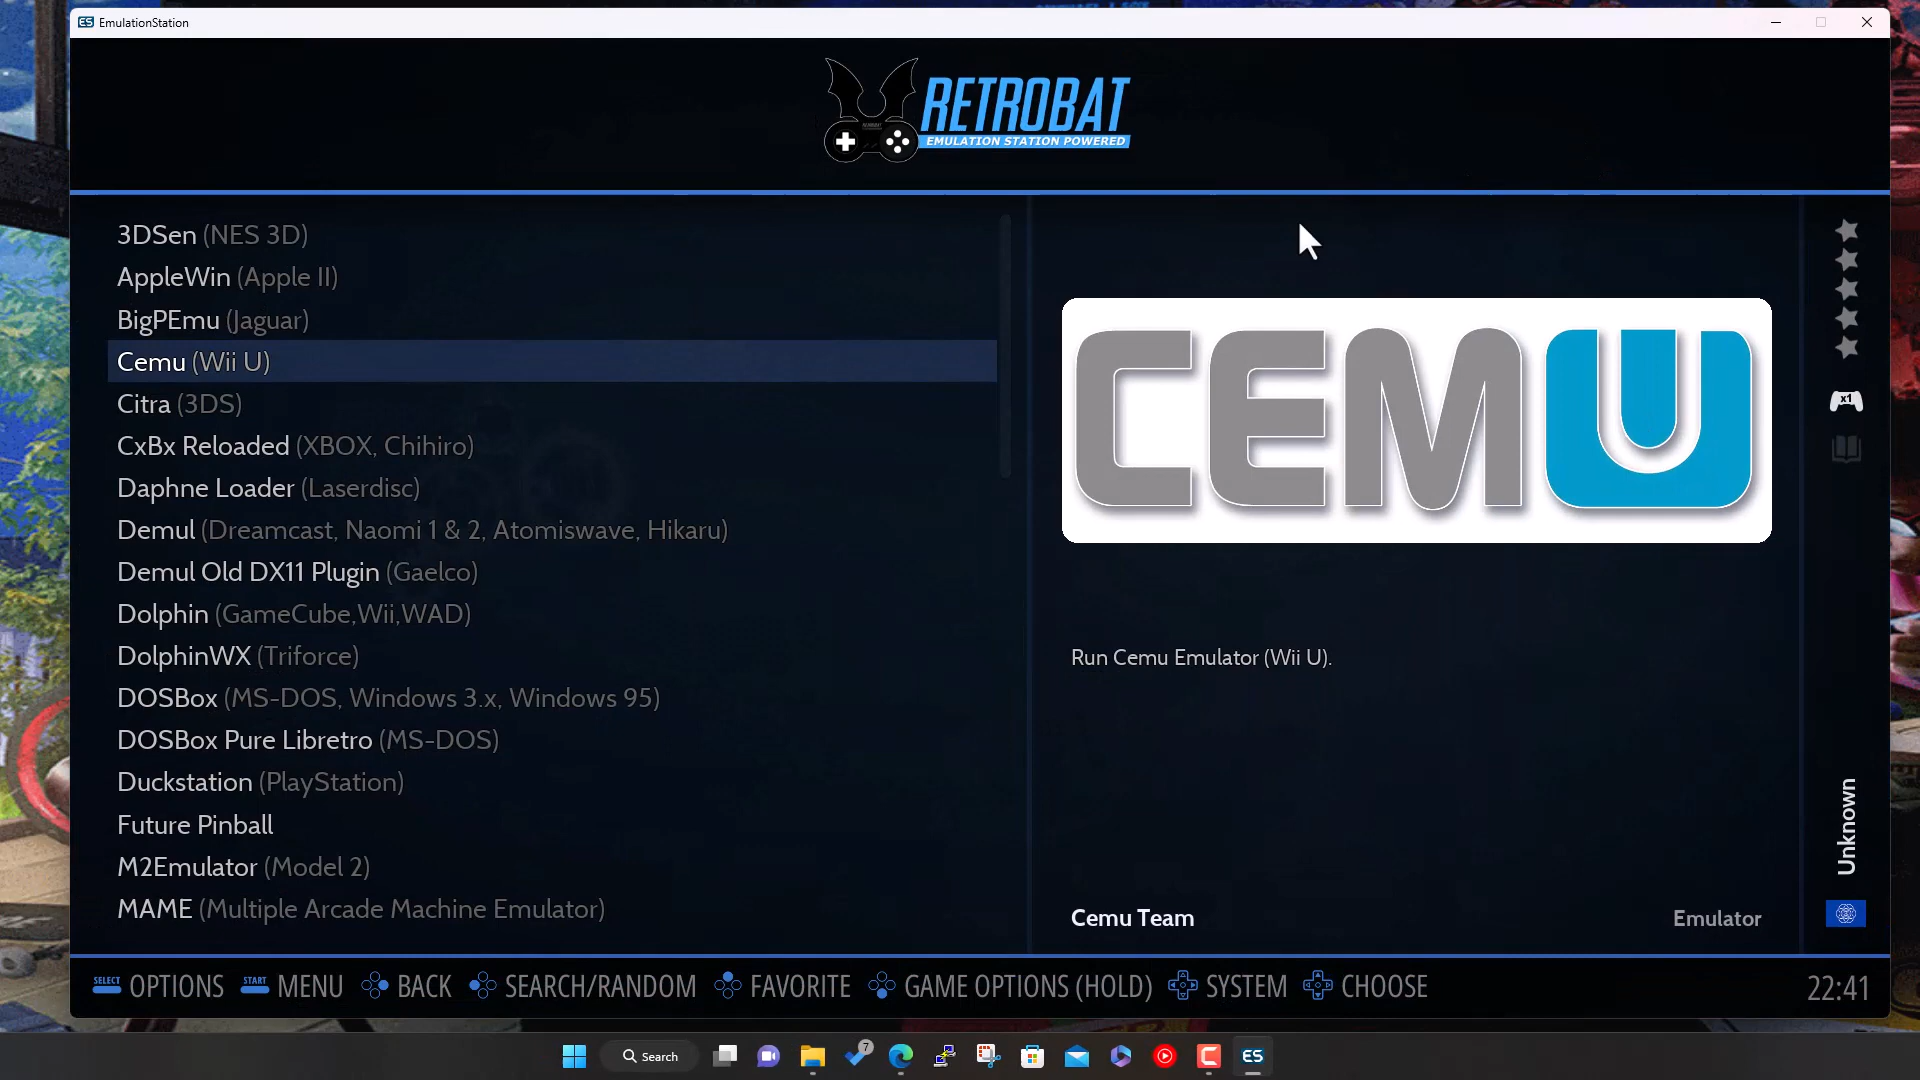 EmulationStation
RETROBAT
EMULATION STATION POWERED
3DSen (NES 3D)
AppleWin (Apple II)
BigPEmu (Jaguar)
Cemu (Wii U)
Citra (3DS)
CxBx Reloaded (XBOX, Chihiro)
Daphne Loader (Laserdisc)
Demul (Dreamcast, Naomi 1 & 2, Atomiswave, Hikaru)
Demul Old DX11 Plugin (Gaelco)
Dolphin (GameCube,Wii,WAD)
DolphinWX (Triforce)
DOSBox (MS-DOS, Windows 3.x, Windows 95)
DOSBox Pure Libretro (MS-DOS)
Duckstation (PlayStation)
Future Pinball
M2Emulator (Model 2)
MAME (Multiple Arcade Machine Emulator)
CEMU
Run Cemu Emulator (Wii U).
Cemu Team Emulator
x1
Unknown
SELECT OPTIONS START MENU BACK SEARCH/RANDOM FAVORITE GAME OPTIONS (HOLD) SYSTEM CHOOSE 22:41
Search 7 ES